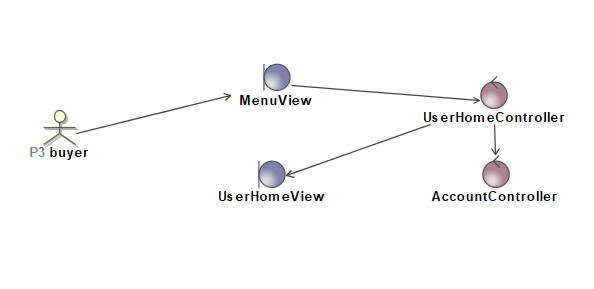 MenuView
UserHomeController
P3 buyer
UserHomeView
AccountController